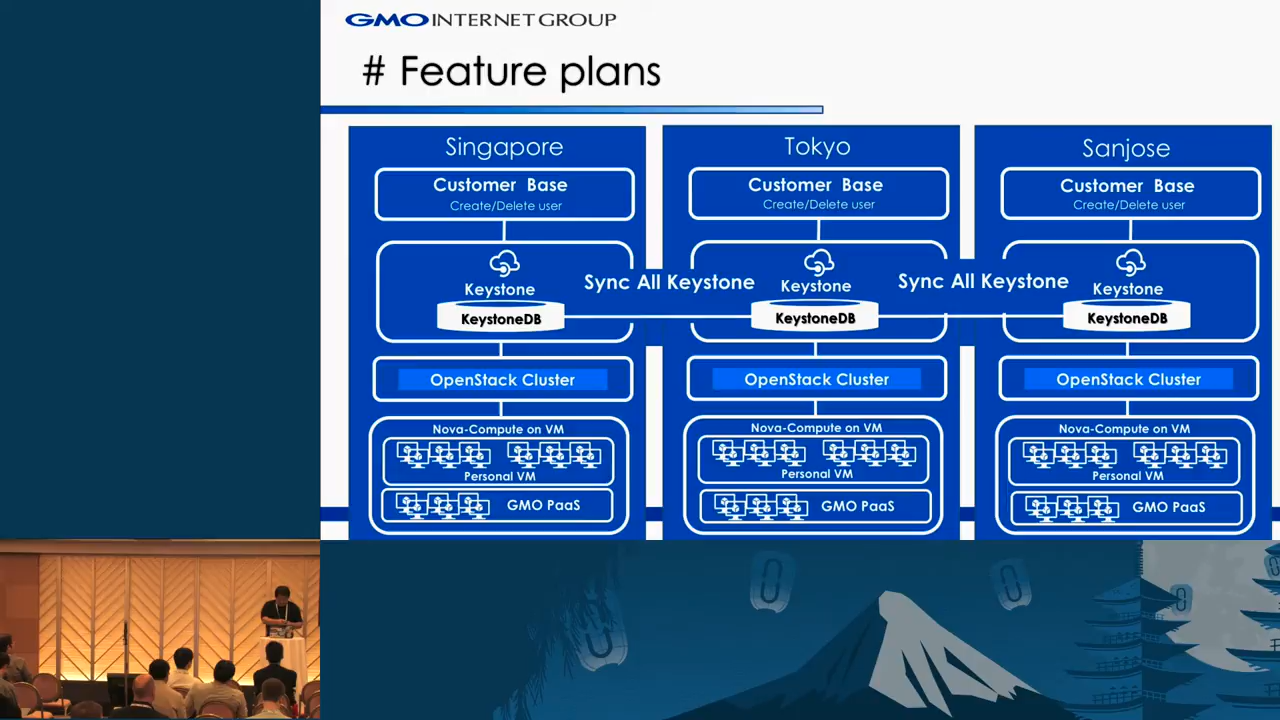 GMO INTERNET GROUP
# Feature plans
Singapore
Customer Base
Create/Delete user
Keystone
KeystoneDB
OpenStack Cluster
Nova-Compute on VM
Personal VM
GMO PaaS
Sync All Keystone
Tokyo
Customer Base
Create/Delete user
Keystone
KeystoneDB
OpenStack Cluster
Nova-Compute on VM
Personal VM
GMO PaaS
Sync All Keystone
Sanjose
Customer Base
Create/Delete user
Keystone
KeystoneDB
OpenStack Cluster
Nova-Compute on VM
Personal VM
GMO PaaS